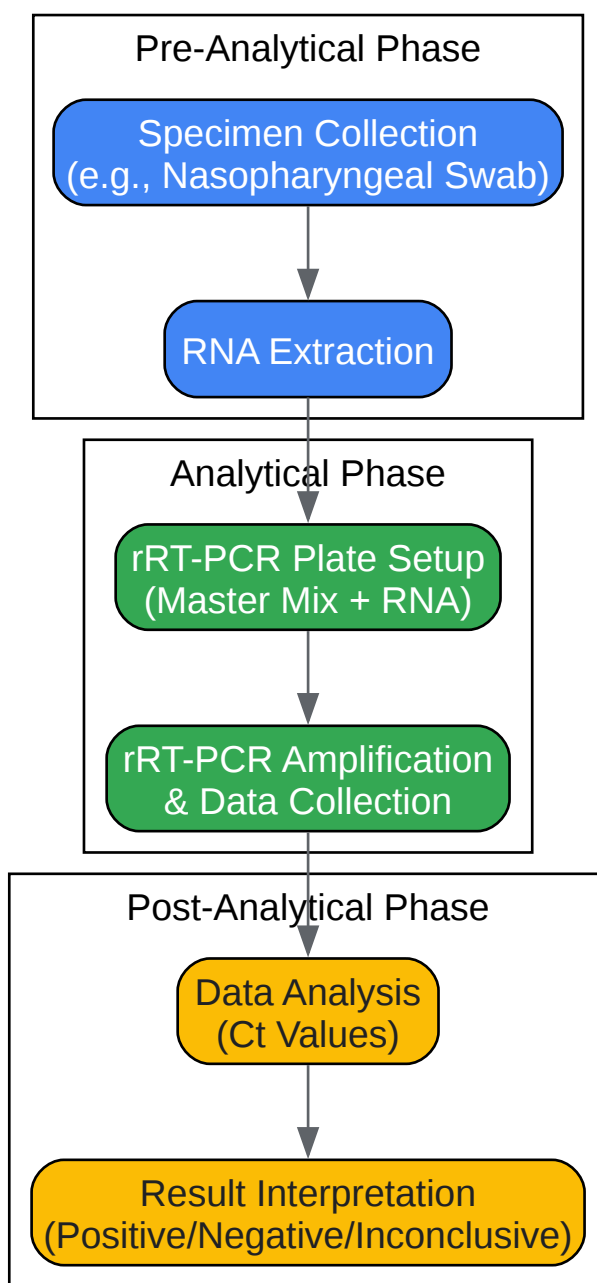 Pre-Analytical Phase
Specimen Collection
(e.g., Nasopharyngeal Swab)
RNA Extraction
Analytical Phase
rRT-PCR Plate Setup
(Master Mix + RNA)
rRT-PCR Amplification
& Data Collection
Post-Analytical Phase
Data Analysis
(Ct Values)
Result Interpretation
(Positive/Negative/Inconclusive)